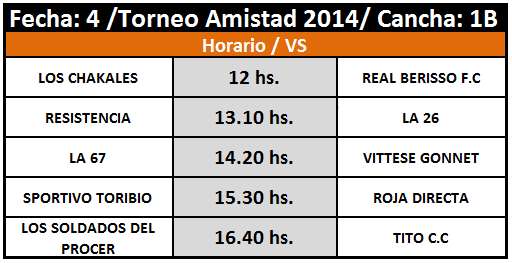 Fecha: 4 /Torneo Amistad 2014/ Cancha: 1B
Horario / VS
LOS CHAKALES 12 hs. REAL BERISSO F.C
RESISTENCIA 13.10 hs. LA 26
LA 67 14.20 hs. VITTESE GONNET
SPORTIVO TORIBIO 15.30 hs. ROJA DIRECTA
LOS SOLDADOS DEL
PROCER 16.40 hs. TITO C.C